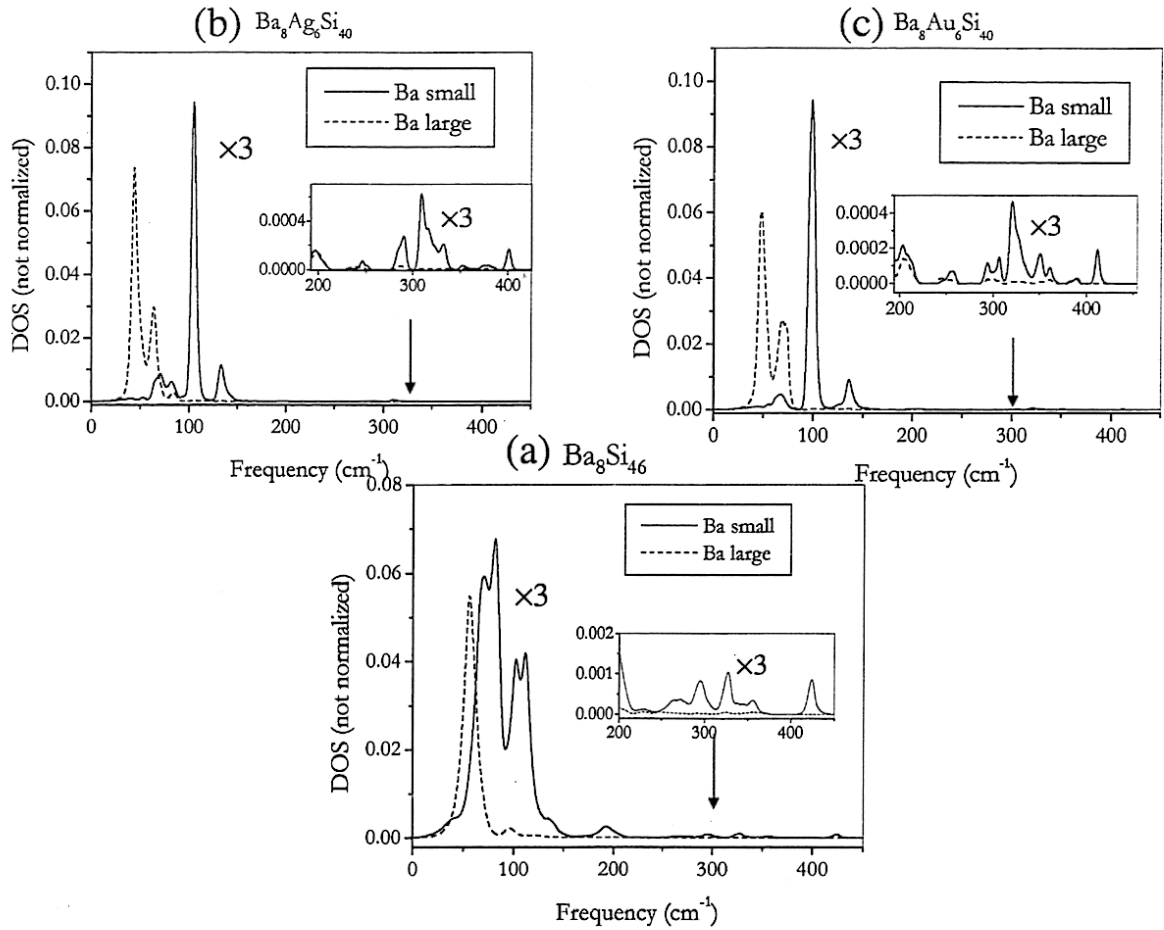 (b) Ba₈Ag₆Si₄₀
DOS (not normalized)
0.10
0.08
0.06
0.04
0.02
0.00
Ba small
Ba large
×3
0.0004
0.0000
×3
200 300 400
0 100 200 300 400
Frequency (cm⁻¹)
(c) Ba₈Au₆Si₄₀
DOS (not normalized)
0.10
0.08
0.06
0.04
0.02
0.00
Ba small
Ba large
×3
0.0004
0.0002
0.0000
×3
200 300 400
0 100 200 300 400
Frequency (cm⁻¹)
(a) Ba₈Si₄₆
DOS (not normalized)
0.08
0.06
0.04
0.02
0.00
Ba small
Ba large
×3
0.002
0.001
0.000
×3
200 300 400
0 100 200 300 400
Frequency (cm⁻¹)